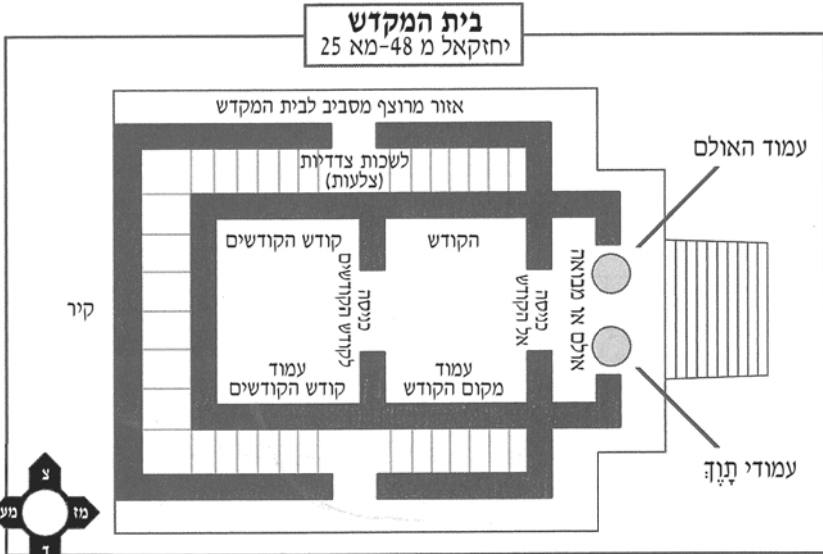 בית המקדש
יחזקאל מ 48-מא 25
אזור מרוצף מסביב לבית המקדש
לשכות צדדיות
(צלעות)
עמוד האולם
קודש הקודשים
הקודש
כניסה
לקודש הקודשים
כניסה
אל הקודש
אולם או מבואה
קיר
עמוד
קודש הקודשים
עמוד
מקום הקודש
עמודי תָּוֶךְ
צ
מע
מז
ד